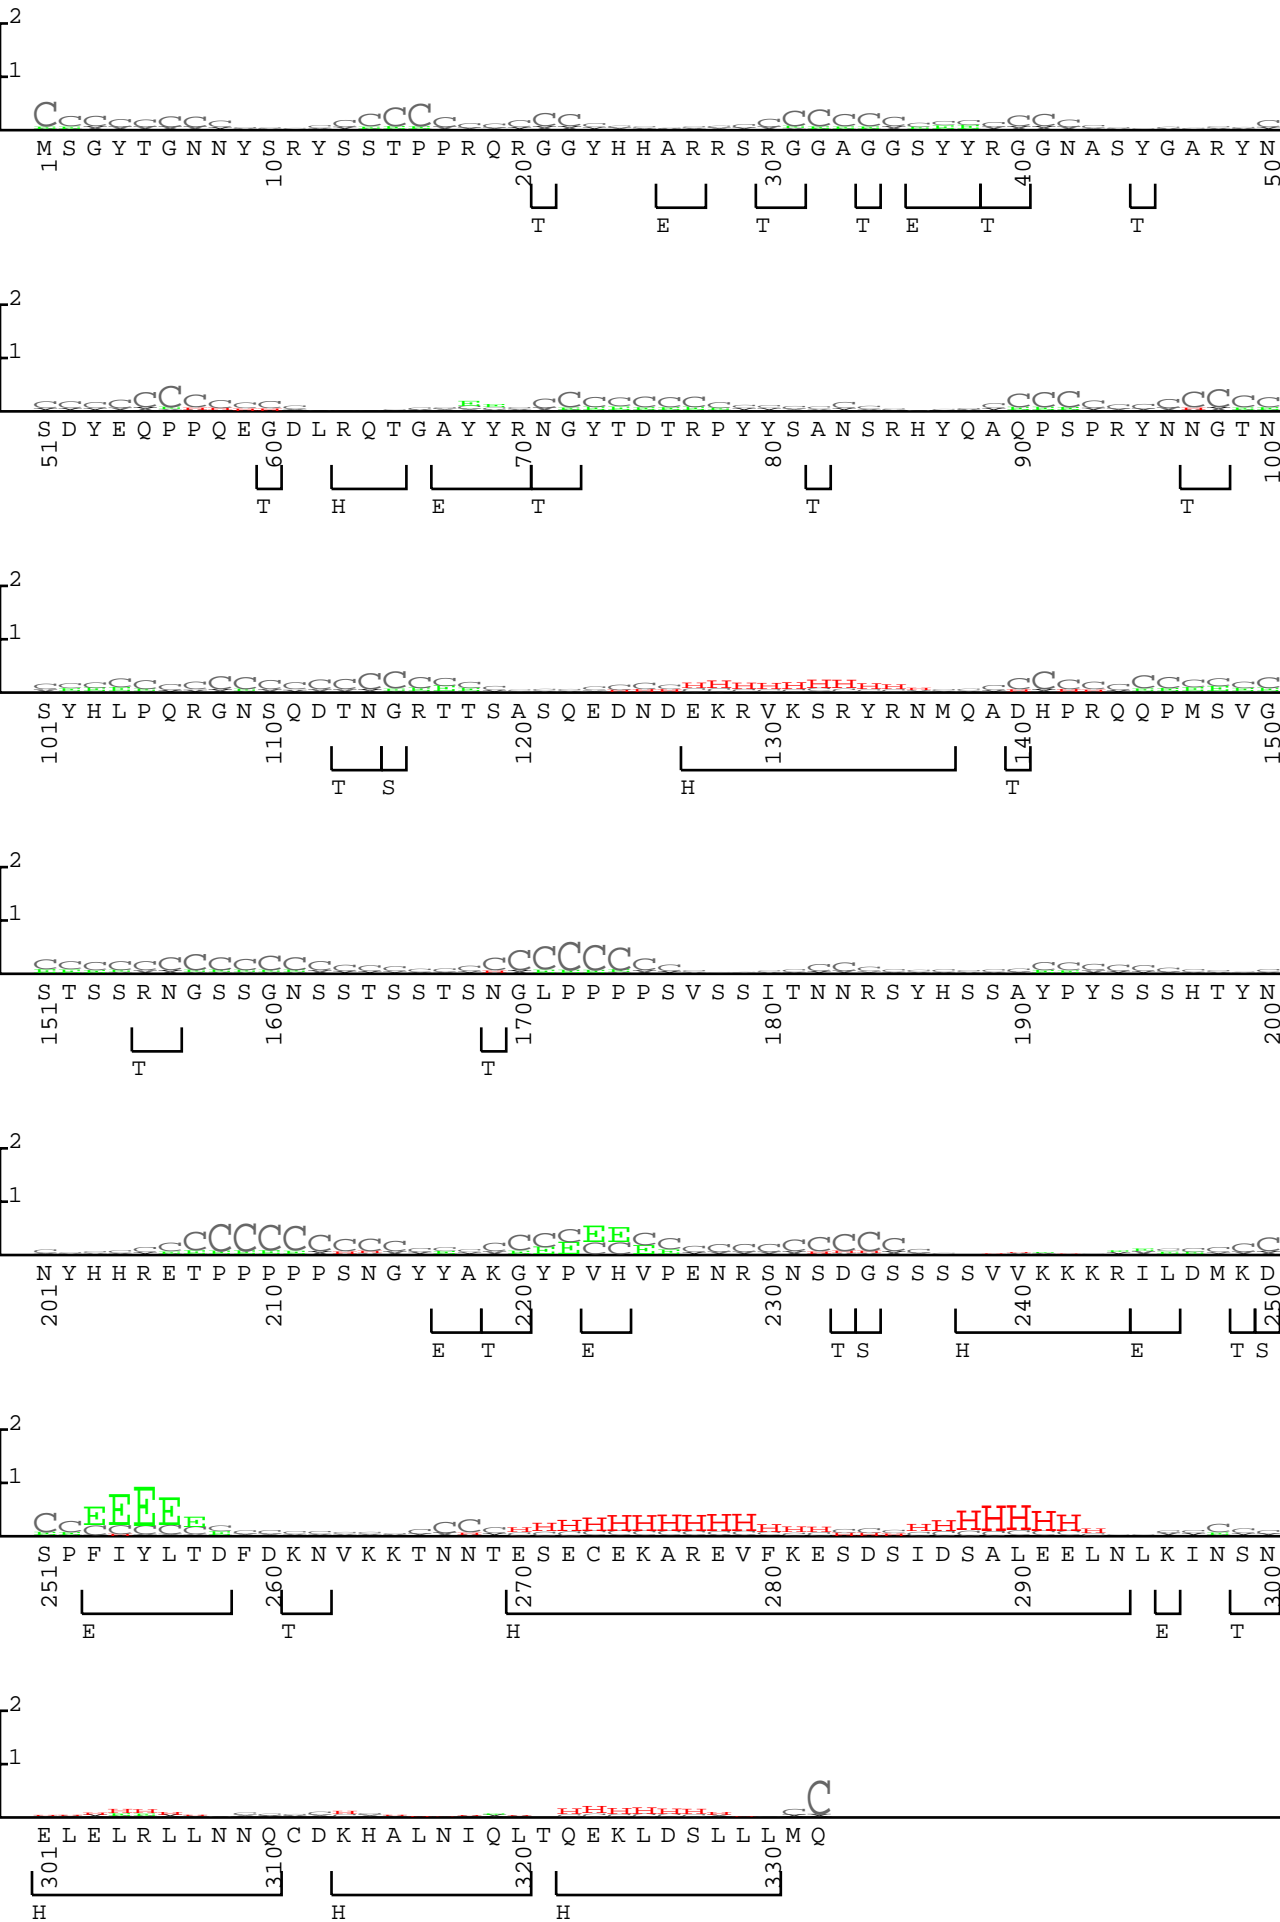 2
1
M S G Y T G N N Y S R Y S S T P P R Q R G G Y H H A R R S R G G A G G S Y Y R G G N A S Y G A R Y N
1 10 20 30 40 50
T E T T E T T
2
1
S D Y E Q P P Q E G D L R Q T G A Y Y R N G Y T D T R P Y Y S A N S R H Y Q A Q P S P R Y N N G T N
51 60 70 80 90 100
T H E T T T
2
1
S Y H L P Q R G N S Q D T N G R T T S A S Q E D N D E K R V K S R Y R N M Q A D H P R Q Q P M S V G
101 110 120 130 140 150
T S H T
2
1
S T S S R N G S S G N S S T S S T S N G L P P P P S V S S I T N N R S Y H S S A Y P Y S S S H T Y N
151 160 170 180 190 200
T T
2
1
N Y H H R E T P P P P P S N G Y Y A K G Y P V H V P E N R S N S D G S S S S V V K K K R I L D M K D
201 210 220 230 240 250
E T E T S H E T S
2
1
S P F I Y L T D F D K N V K K T N N T E S E C E K A R E V F K E S D S I D S A L E E L N L K I N S N
251 260 270 280 290 300
E T H E T
2
1
E L E L R L L N N Q C D K H A L N I Q L T Q E K L D S L L L M Q
301 310 320 330
H H H